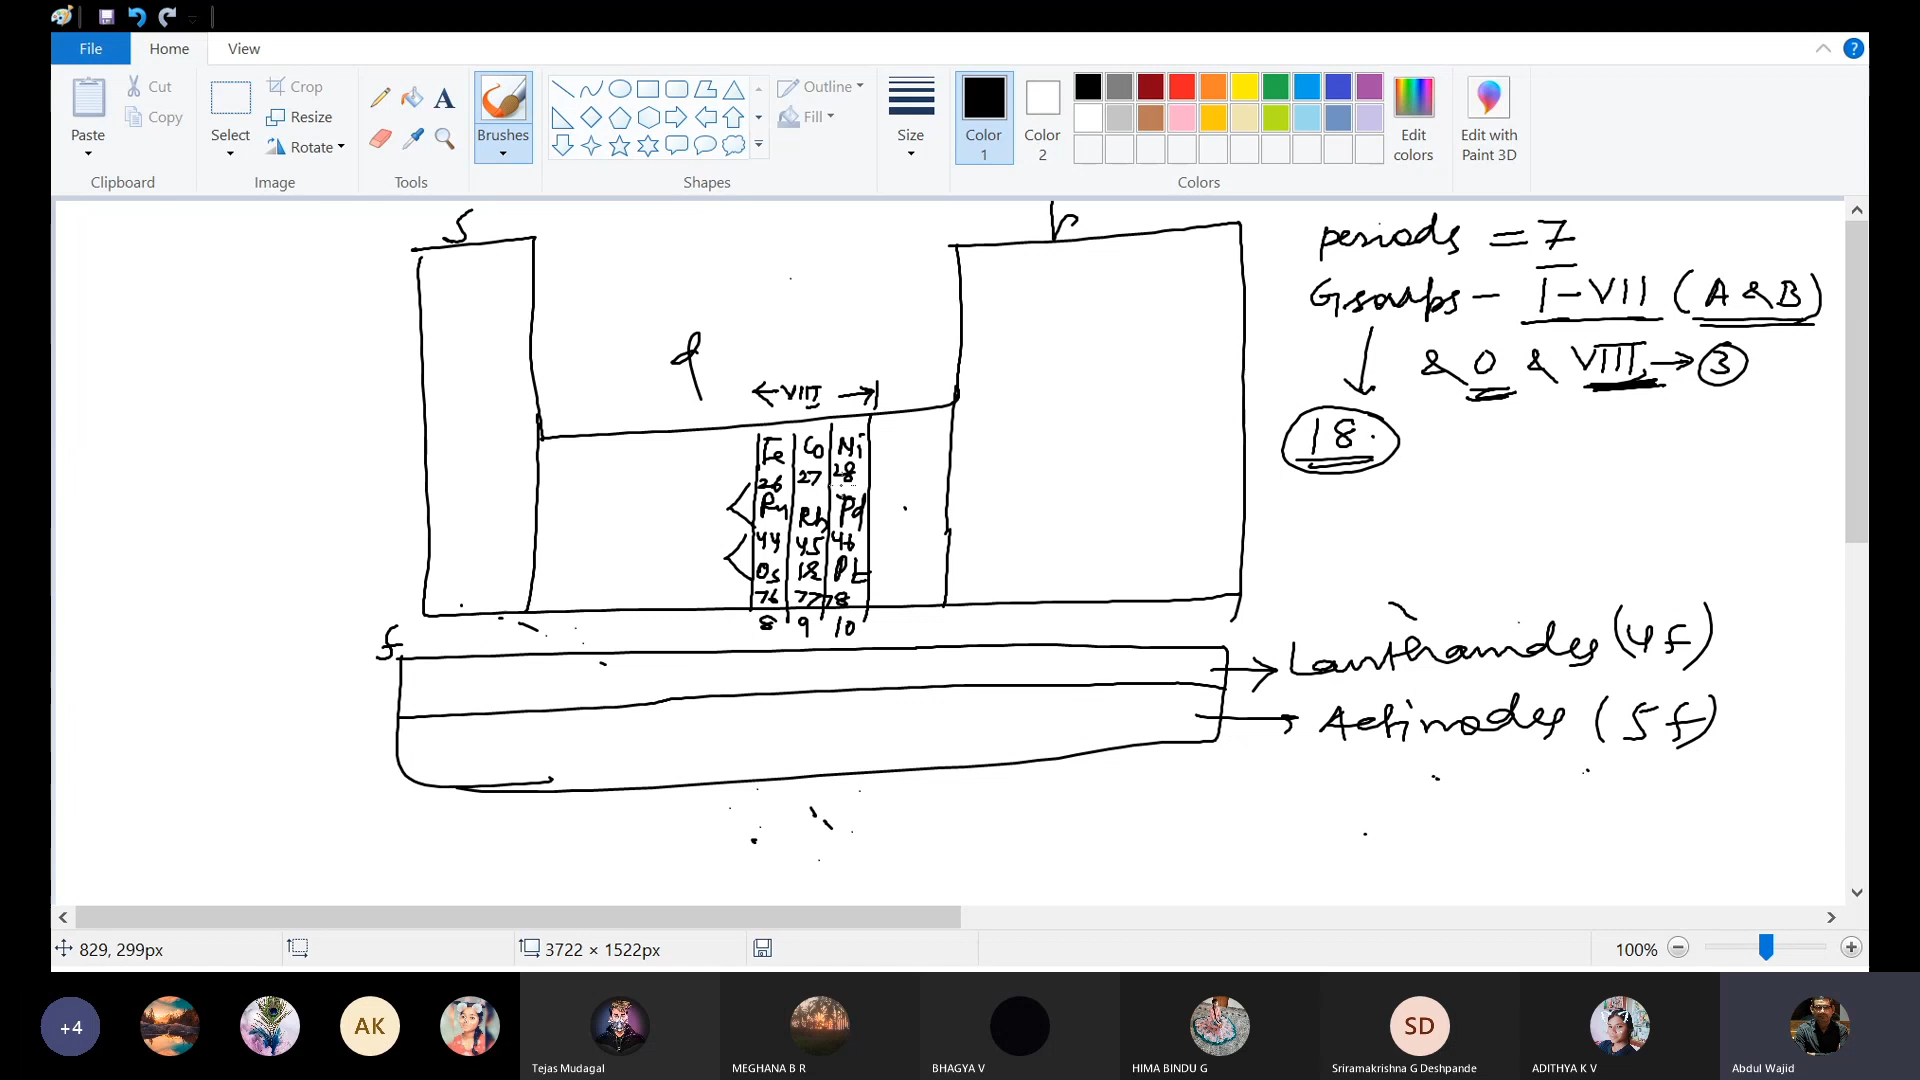 File Home View
Paste
Cut
Copy
Clipboard
Select
Crop
Resize
Rotate
Image
A
Tools
Brushes
Shapes
Outline
Fill
Size
Color 1
Color 2
Colors
Edit colors
Edit with Paint 3D
S
p
d
← VIII →
Fe Co Ni
26 27 28
Ru Rh Pd
44 45 46
Os Ir Pt
76 77 78
8 9 10
f
periods = 7
Groups - I-VII (A & B)
& 0 & VIII → 3
18
Lanthanides (4f)
Actinodes (5f)
829, 299px
3722 × 1522px
100%
+4
AK
SD
Tejas Mudagal
MEGHANA B R
BHAGYA V
HIMA BINDU G
Sriramakrishna G Deshpande
ADITHYA K V
Abdul Wajid